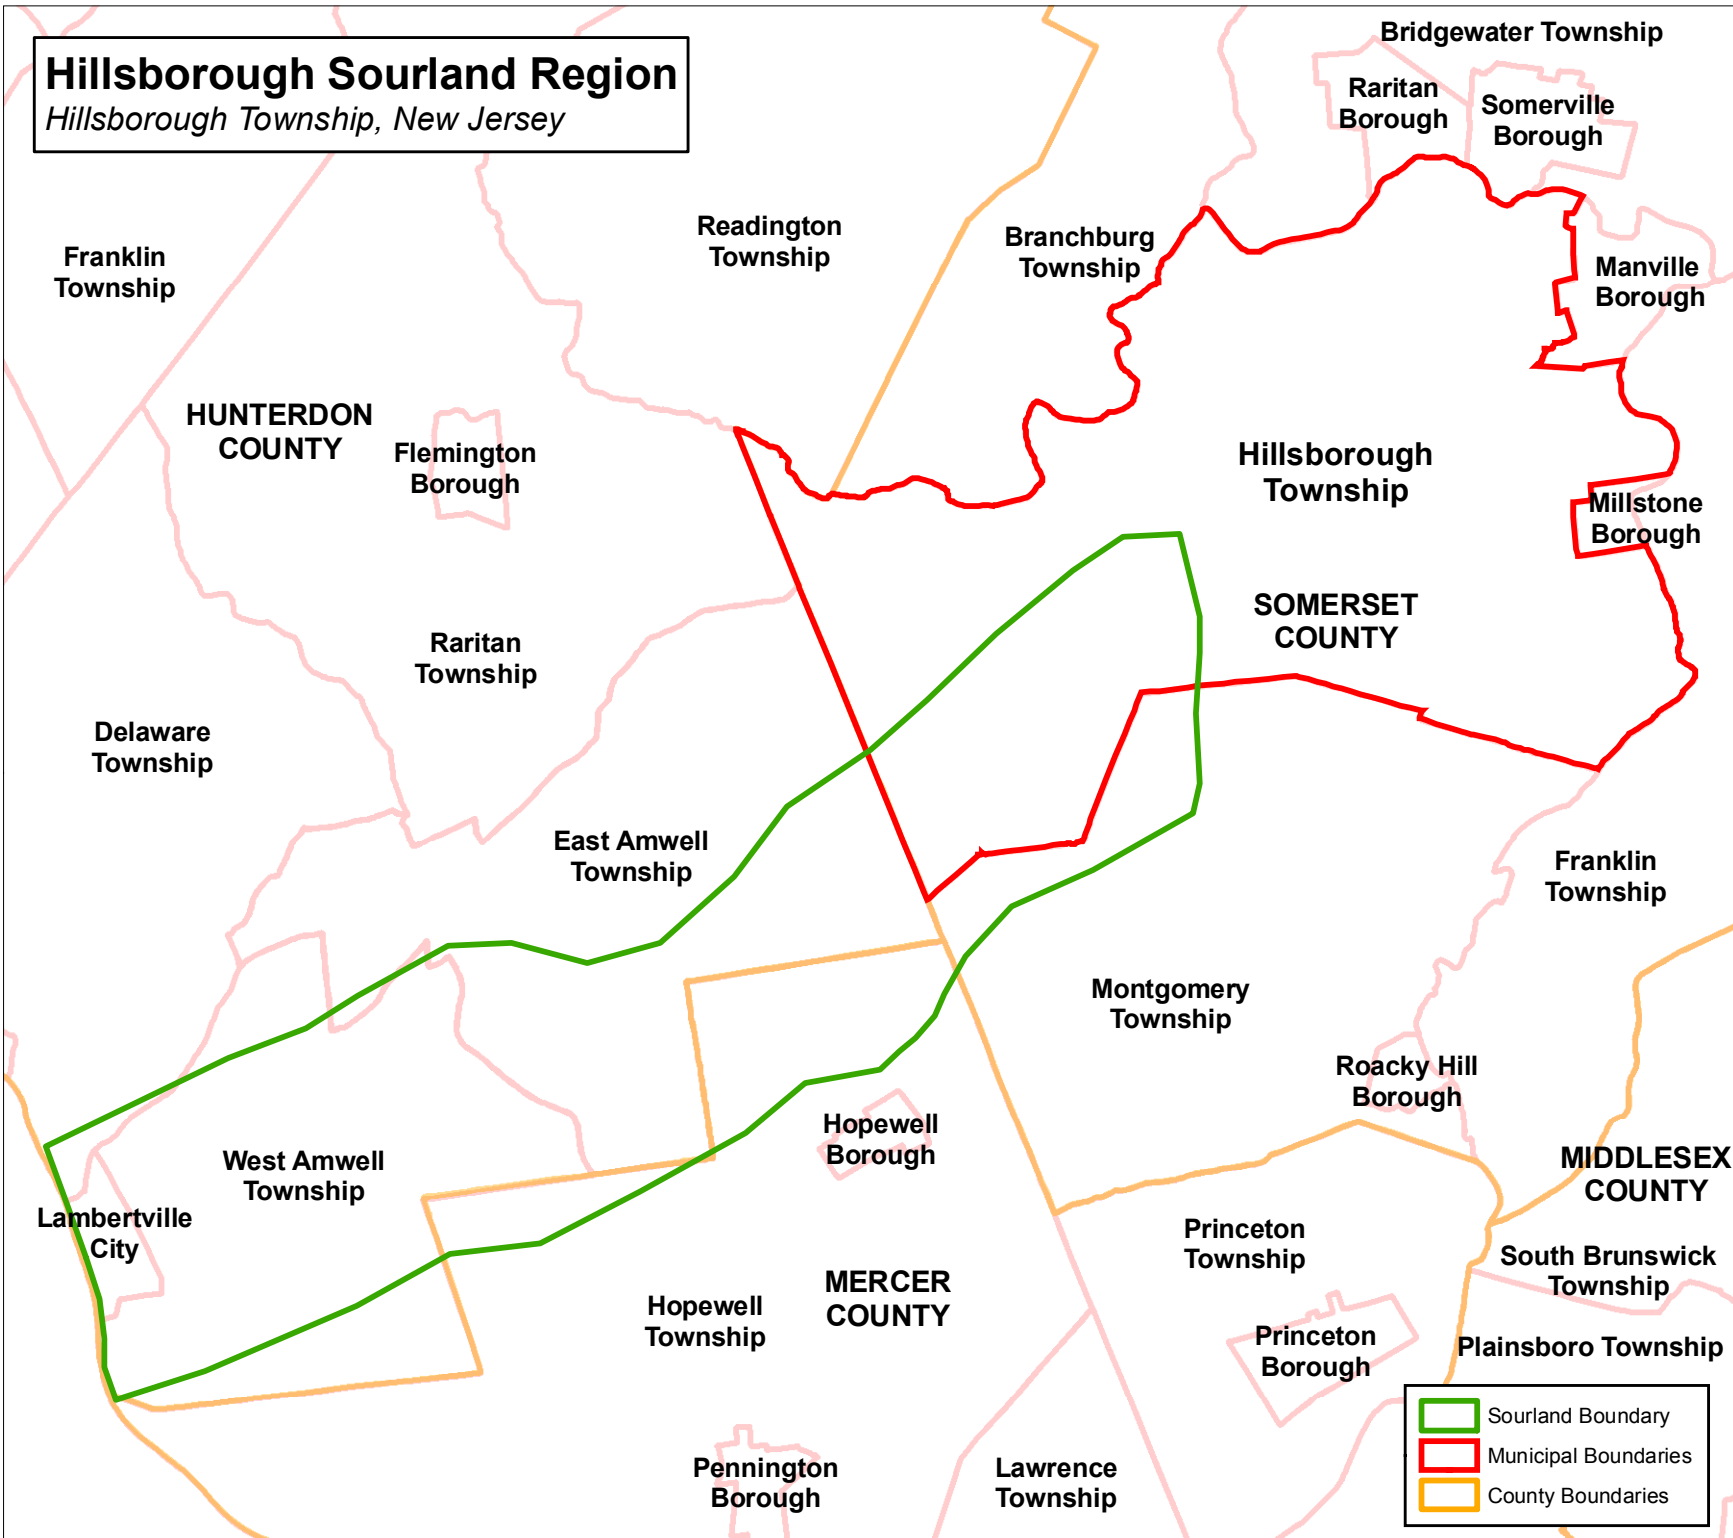 Hillsborough Sourland Region
Hillsborough Township, New Jersey
Bridgewater Township
Raritan
Borough
Somerville
Borough
Readington
Township
Branchburg
Township
Franklin
Township
Manville
Borough
HUNTERDON
COUNTY
Flemington
Borough
Hillsborough
Township
Millstone
Borough
SOMERSET
COUNTY
Raritan
Township
Delaware
Township
East Amwell
Township
Franklin
Township
Montgomery
Township
Roacky Hill
Borough
Hopewell
Borough
West Amwell
Township
MIDDLESEX
COUNTY
Lambertville
City
Princeton
Township
South Brunswick
Township
MERCER
COUNTY
Hopewell
Township
Princeton
Borough
Plainsboro Township
Pennington
Borough
Lawrence
Township
Sourland Boundary
Municipal Boundaries
County Boundaries